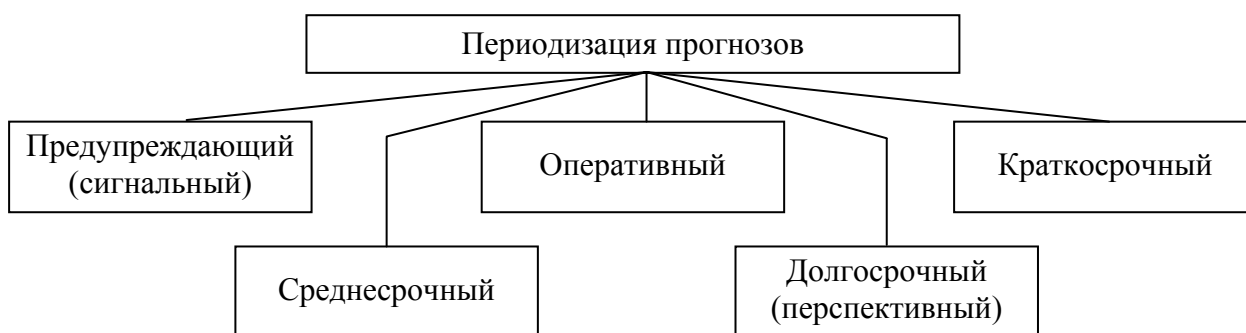 Периодизация прогнозов
Предупреждающий
(сигнальный)
Оперативный
Краткосрочный
Среднесрочный
Долгосрочный
(перспективный)